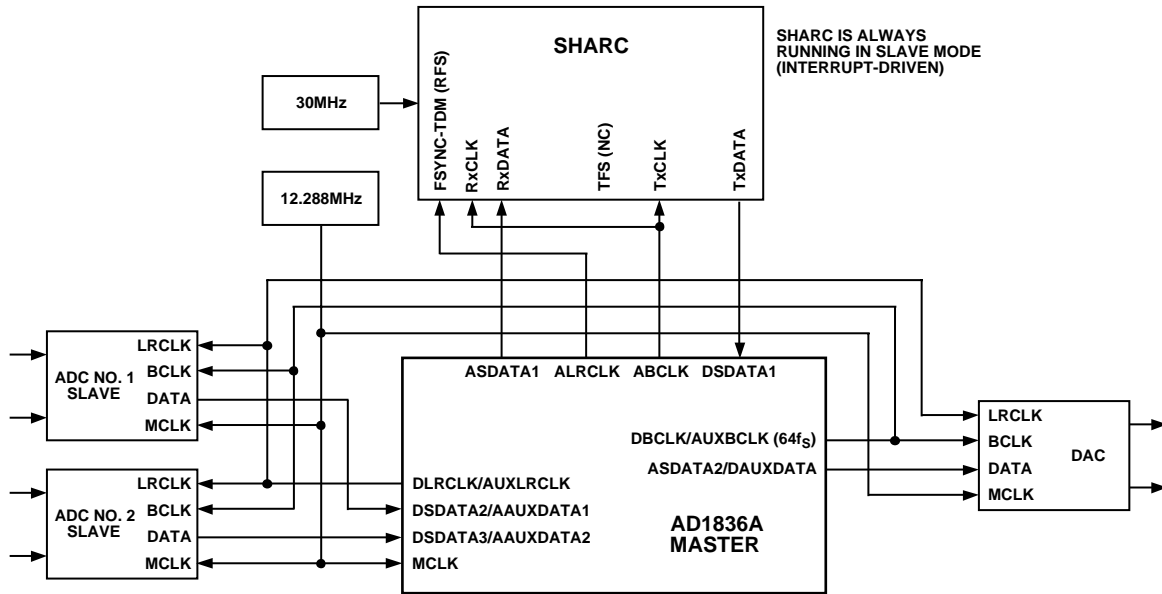 SHARC
SHARC IS ALWAYS
RUNNING IN SLAVE MODE
(INTERRUPT-DRIVEN)
30MHz
12.288MHz
FSYNC-TDM (RFS)
RxCLK
RxDATA
TFS (NC)
TxCLK
TxDATA
ADC NO. 1
SLAVE
LRCLK
BCLK
DATA
MCLK
ADC NO. 2
SLAVE
LRCLK
BCLK
DATA
MCLK
ASDATA1 ALRCLK ABCLK DSDATA1
DBCLK/AUXBCLK (64fS)
ASDATA2/DAUXDATA
DLRCLK/AUXLRCLK
DSDATA2/AAUXDATA1
DSDATA3/AAUXDATA2
MCLK
AD1836A
MASTER
LRCLK
BCLK
DATA
MCLK
DAC